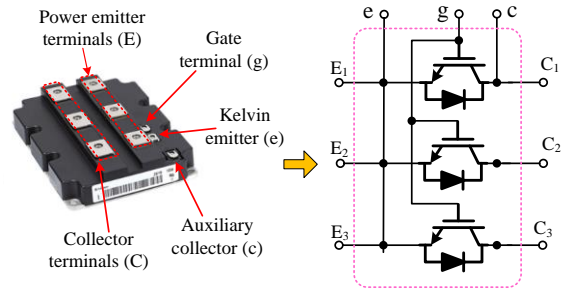 Power emitter
terminals (E)
Gate
terminal (g)
Kelvin
emitter (e)
Auxiliary
collector (c)
Collector
terminals (C)
e
g
c
E1
C1
E2
C2
E3
C3